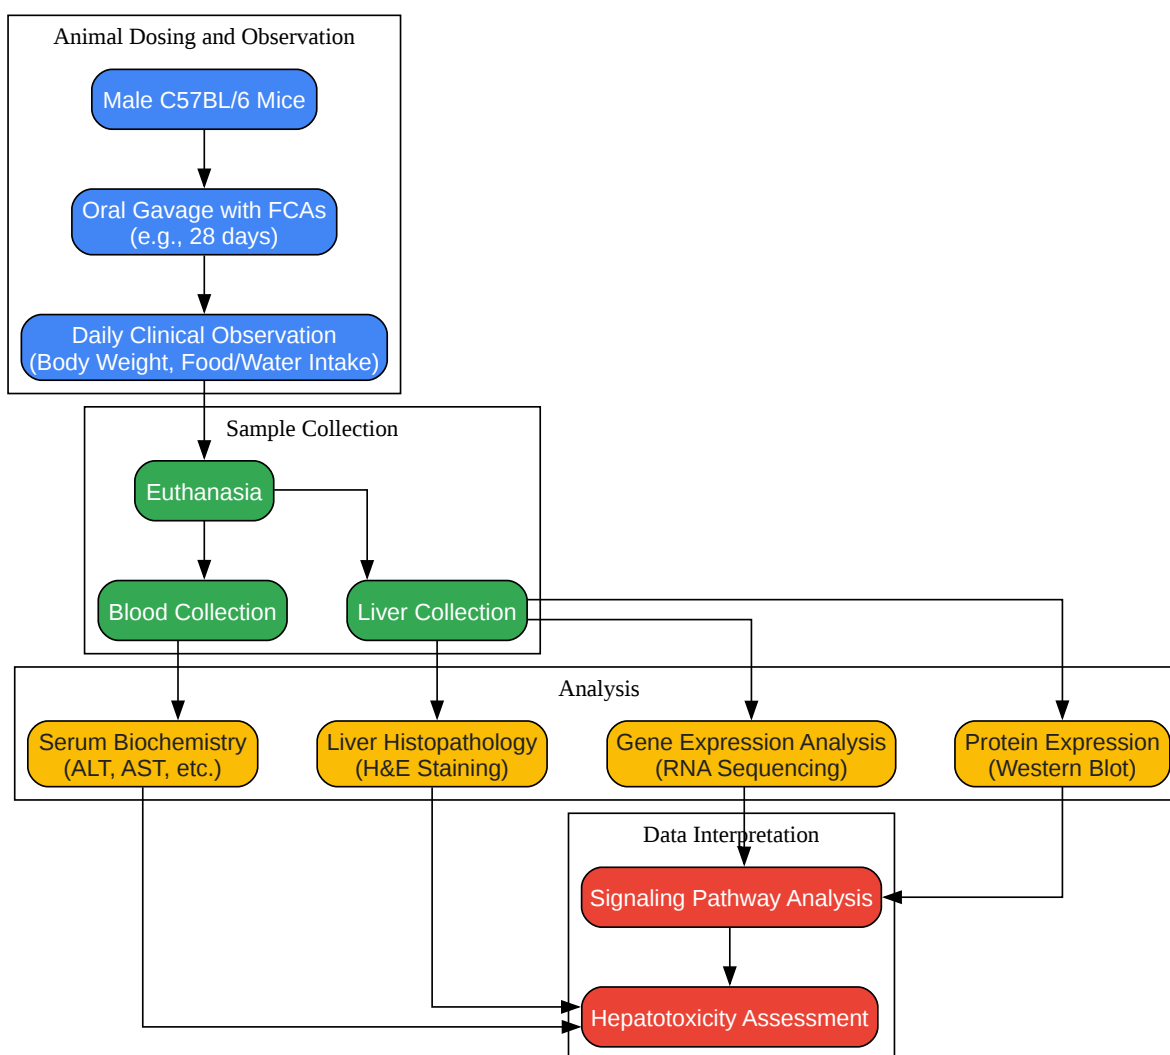 Animal Dosing and Observation
Male C57BL/6 Mice
Oral Gavage with FCAs
(e.g., 28 days)
Daily Clinical Observation
(Body Weight, Food/Water Intake)
Sample Collection
Euthanasia
Blood Collection
Liver Collection
Analysis
Serum Biochemistry
(ALT, AST, etc.)
Liver Histopathology
(H&E Staining)
Gene Expression Analysis
(RNA Sequencing)
Protein Expression
(Western Blot)
Data Interpretation
Signaling Pathway Analysis
Hepatotoxicity Assessment